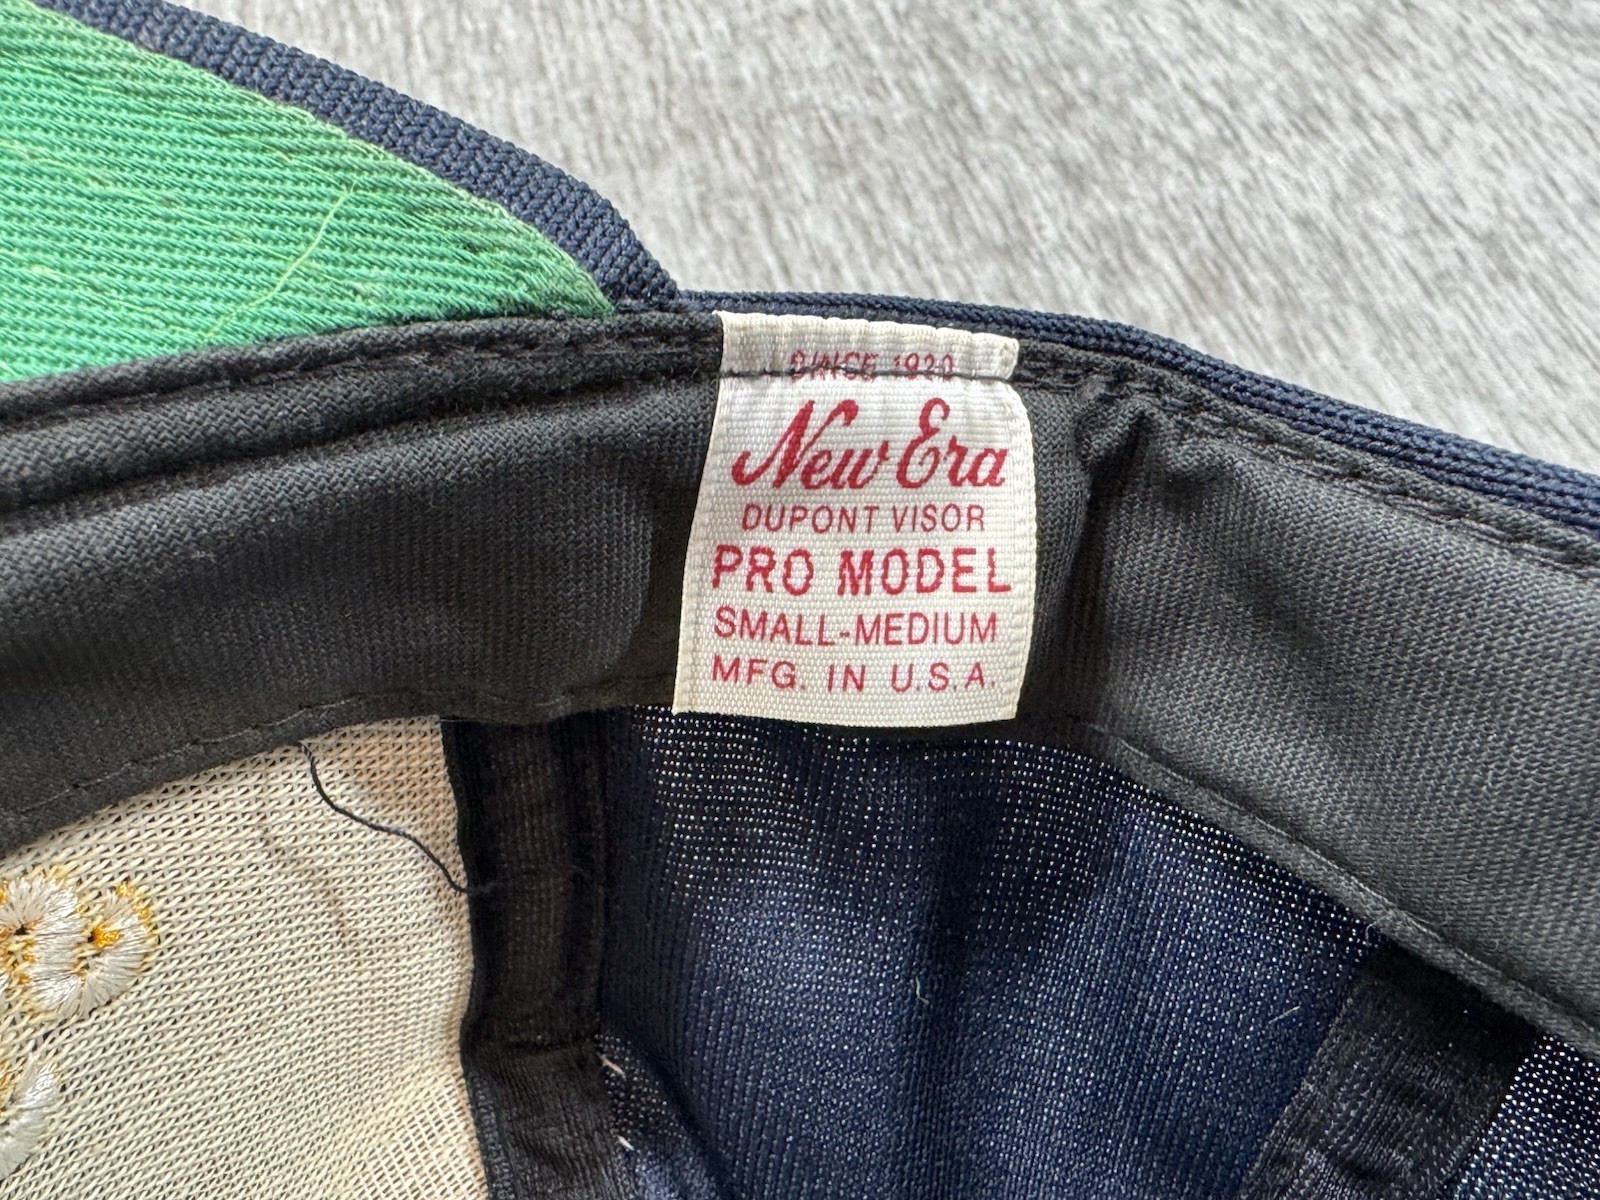 SINCE 1920
New Era
DUPONT VISOR
PRO MODEL
SMALL-MEDIUM
MFG. IN U.S.A.